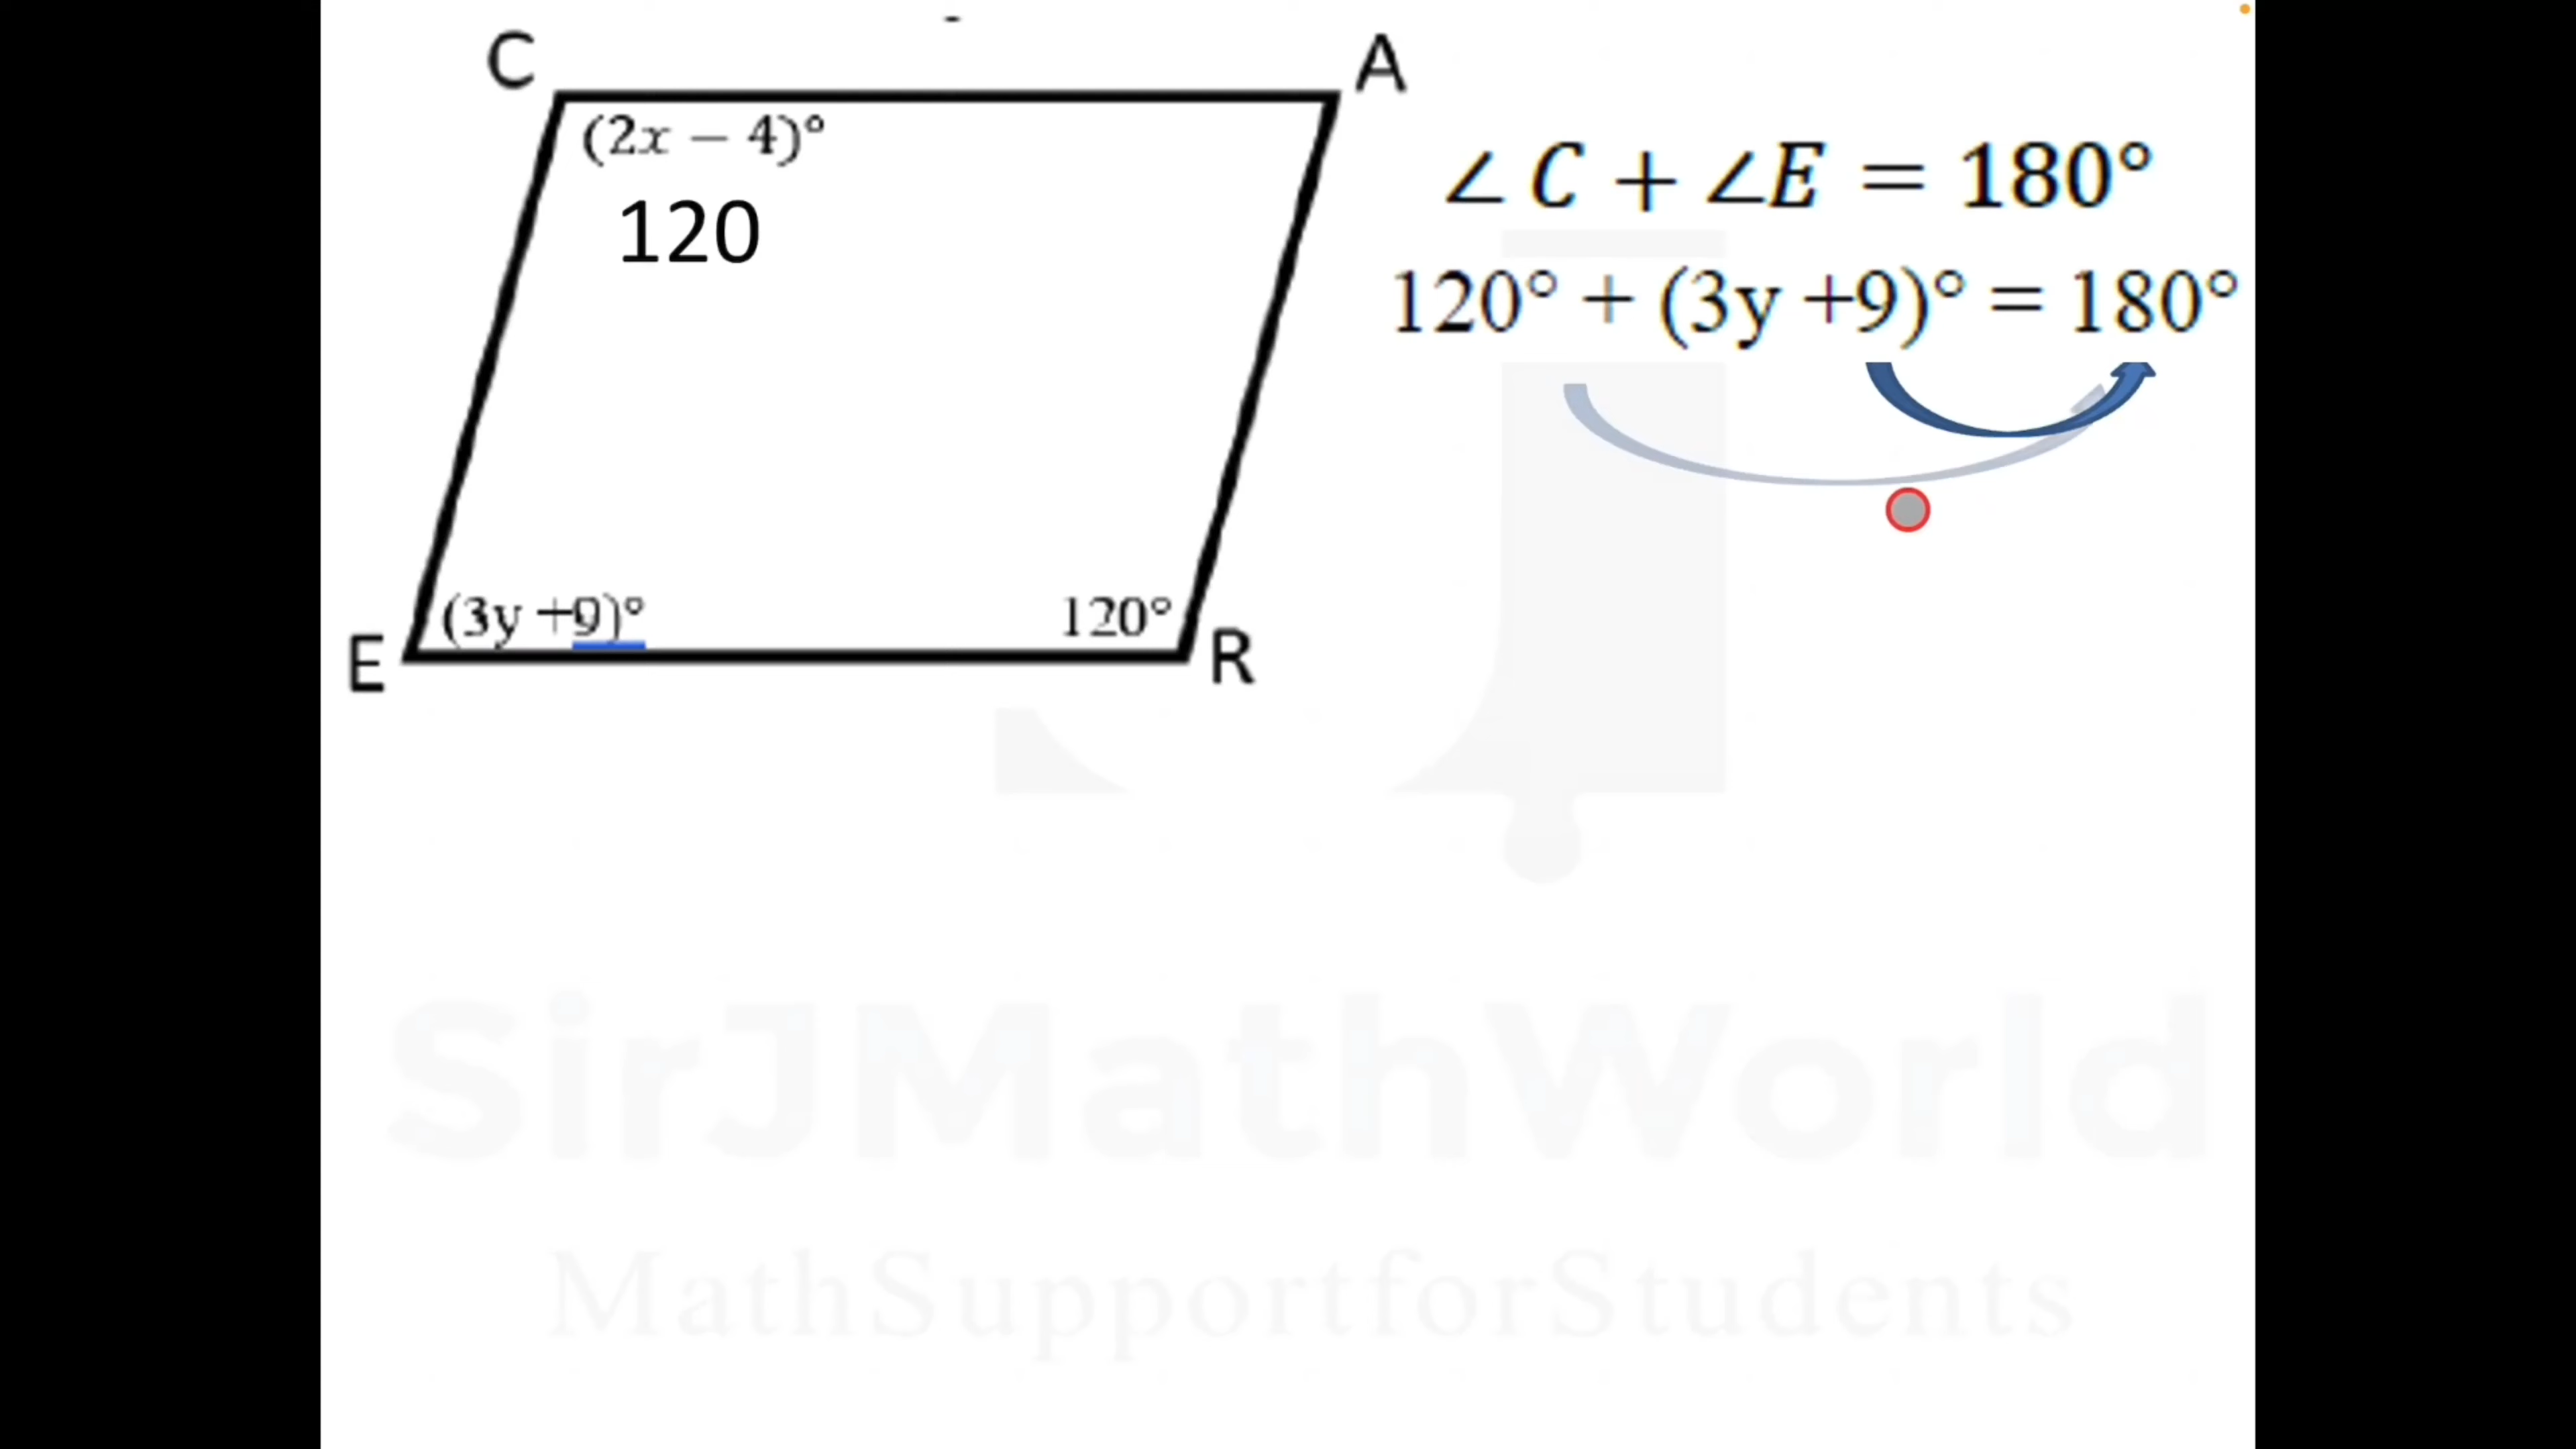 C
A
(2x − 4)°
120
∠ C + ∠E = 180°
120° + (3y +9)° = 180°
(3y +9)°
120°
E
R
SirJMathWorld
MathSupportforStudents